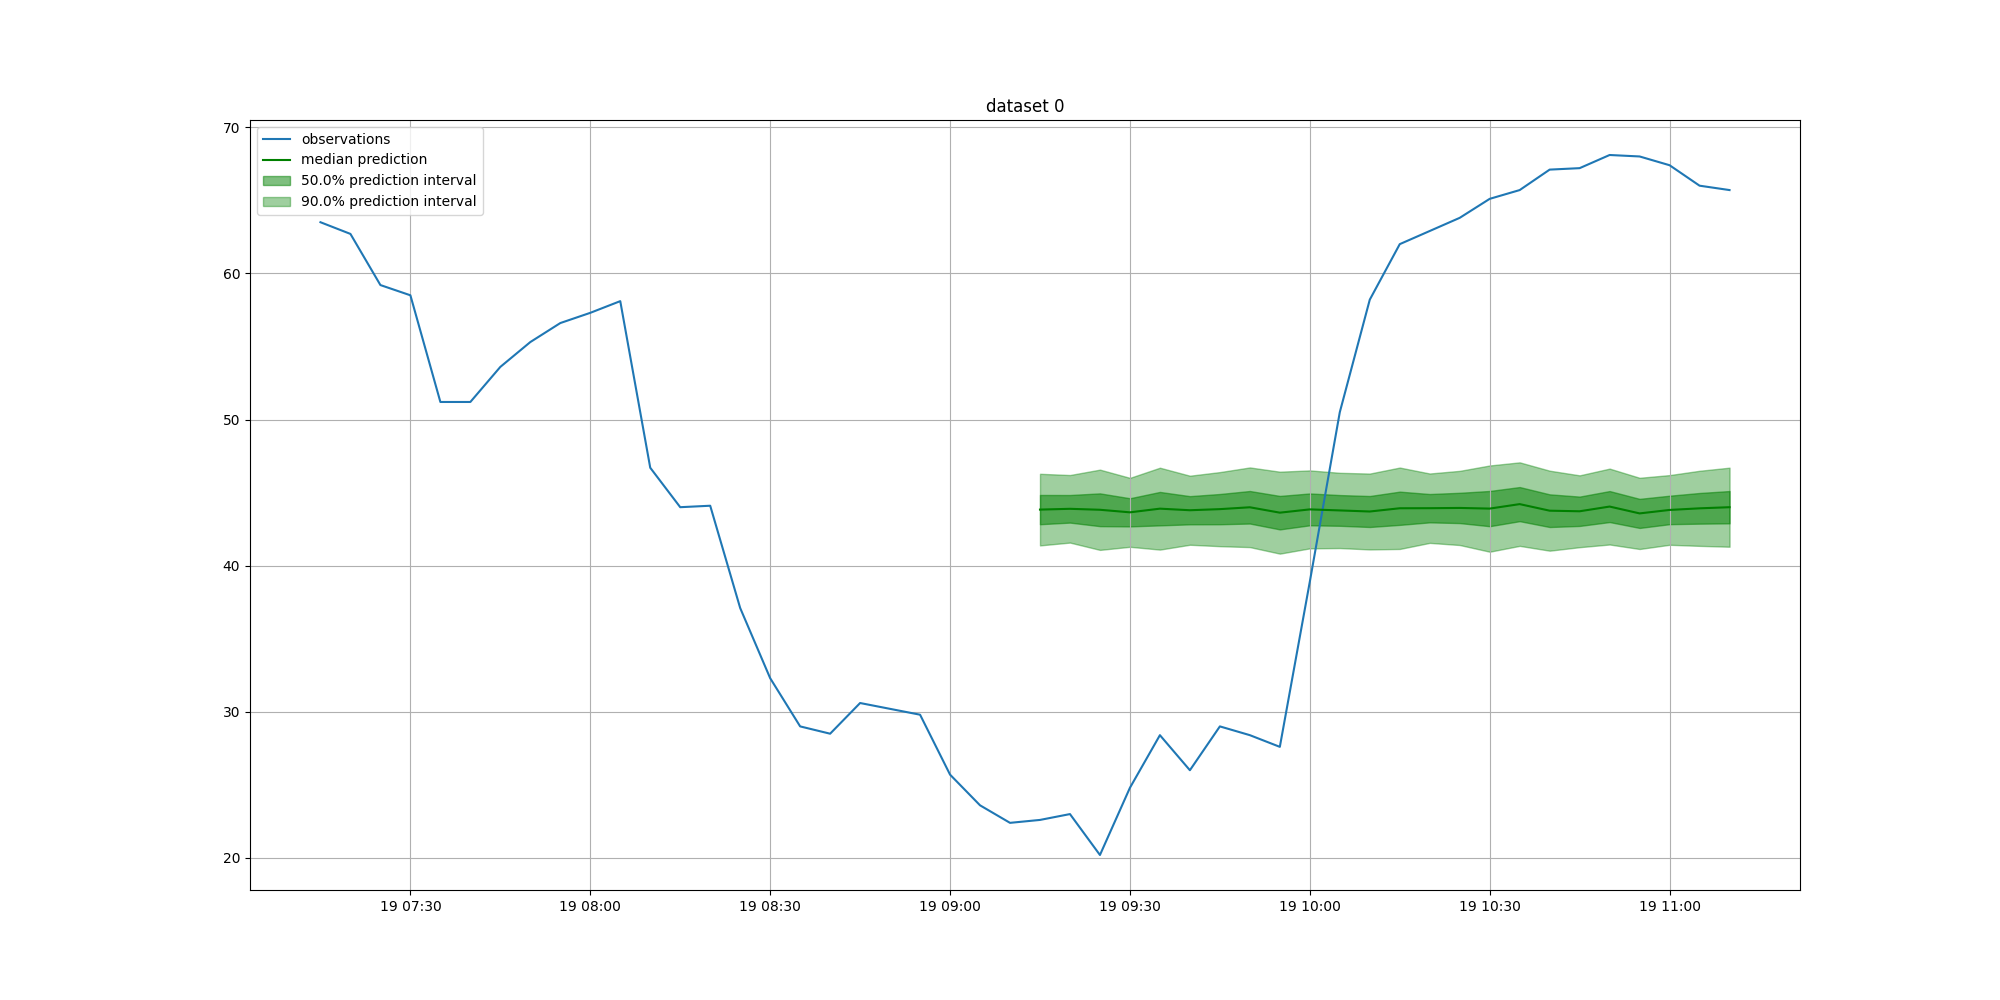 dataset 0
70
observations
median prediction
50.0% prediction interval
90.0% prediction interval
60
50
40
30
20
19 07:30 19 08:00 19 08:30 19 09:00 19 09:30 19 10:00 19 10:30 19 11:00